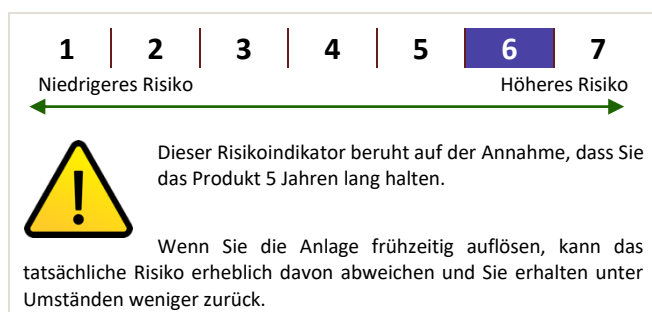 1 2 3 4 5 6 7
Niedrigeres Risiko Höheres Risiko
Dieser Risikoindikator beruht auf der Annahme, dass Sie
das Produkt 5 Jahren lang halten.
Wenn Sie die Anlage frühzeitig auflösen, kann das
tatsächliche Risiko erheblich davon abweichen und Sie erhalten unter
Umständen weniger zurück.